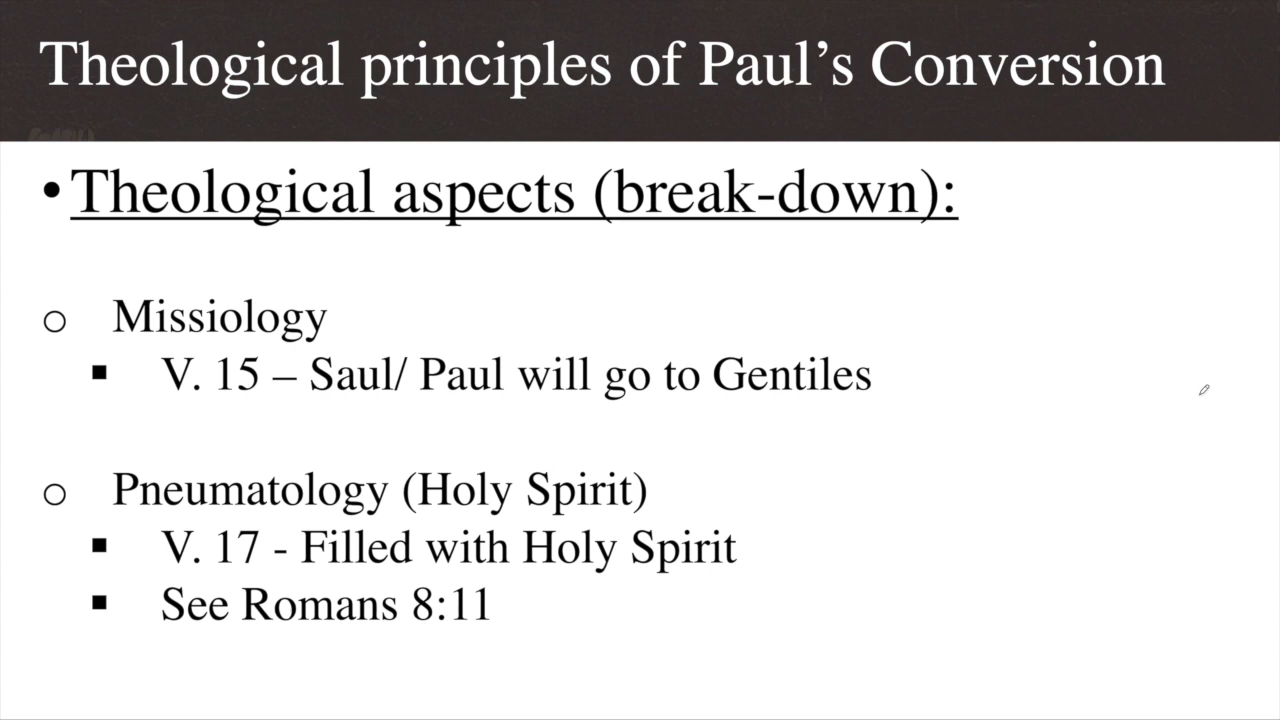 Theological principles of Paul’s Conversion
• Theological aspects (break-down):
o Missiology
▪ V. 15 – Saul/ Paul will go to Gentiles
o Pneumatology (Holy Spirit)
▪ V. 17 - Filled with Holy Spirit
▪ See Romans 8:11